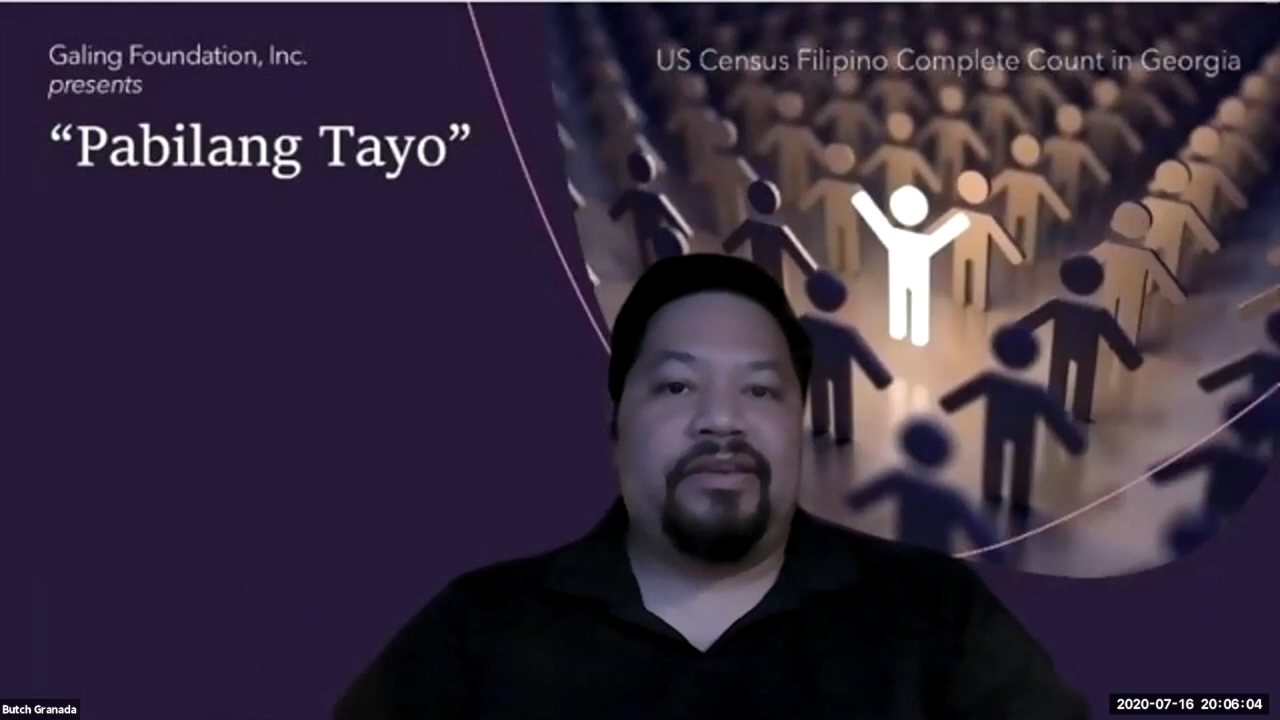 Galing Foundation, Inc.
presents
“Pabilang Tayo”
US Census Filipino Complete Count in Georgia
Butch Granada
2020-07-16 20:06:04